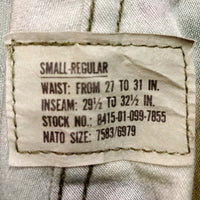 SMALL-REGULAR
WAIST: FROM 27 TO 31 IN.
INSEAM: 29½ TO 32½ IN.
STOCK NO.: 8415-01-099-7855
NATO SIZE: 7583/6979